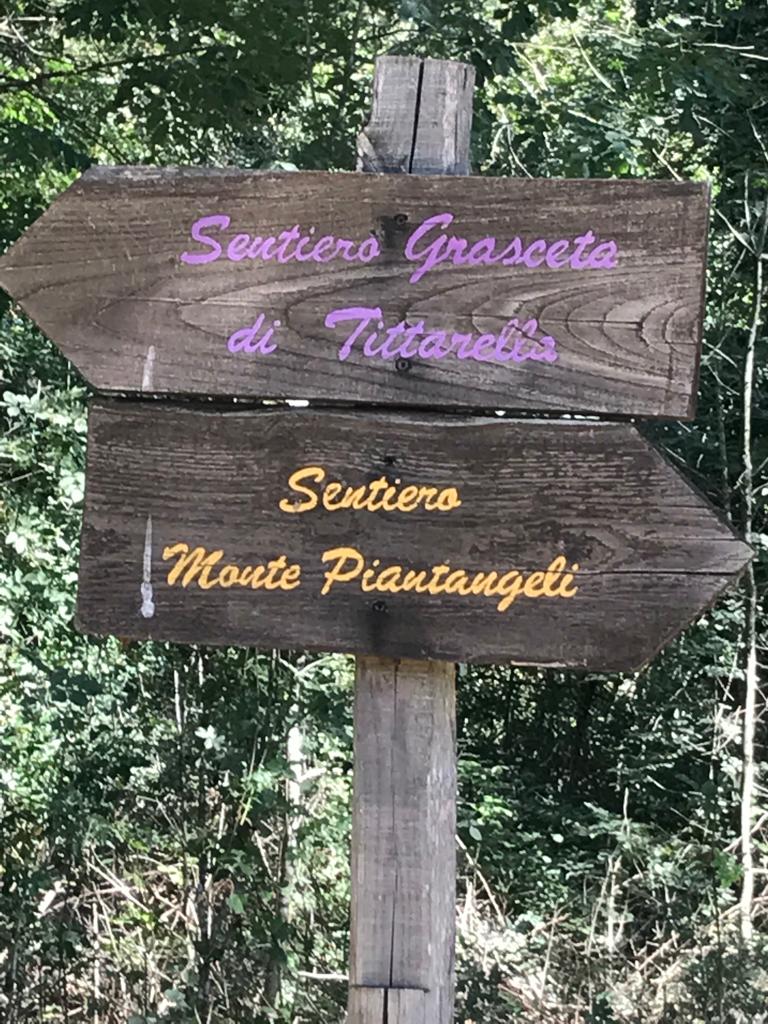 Sentiero Grasceta
di Tittarella
Sentiero
Monte Piantangeli